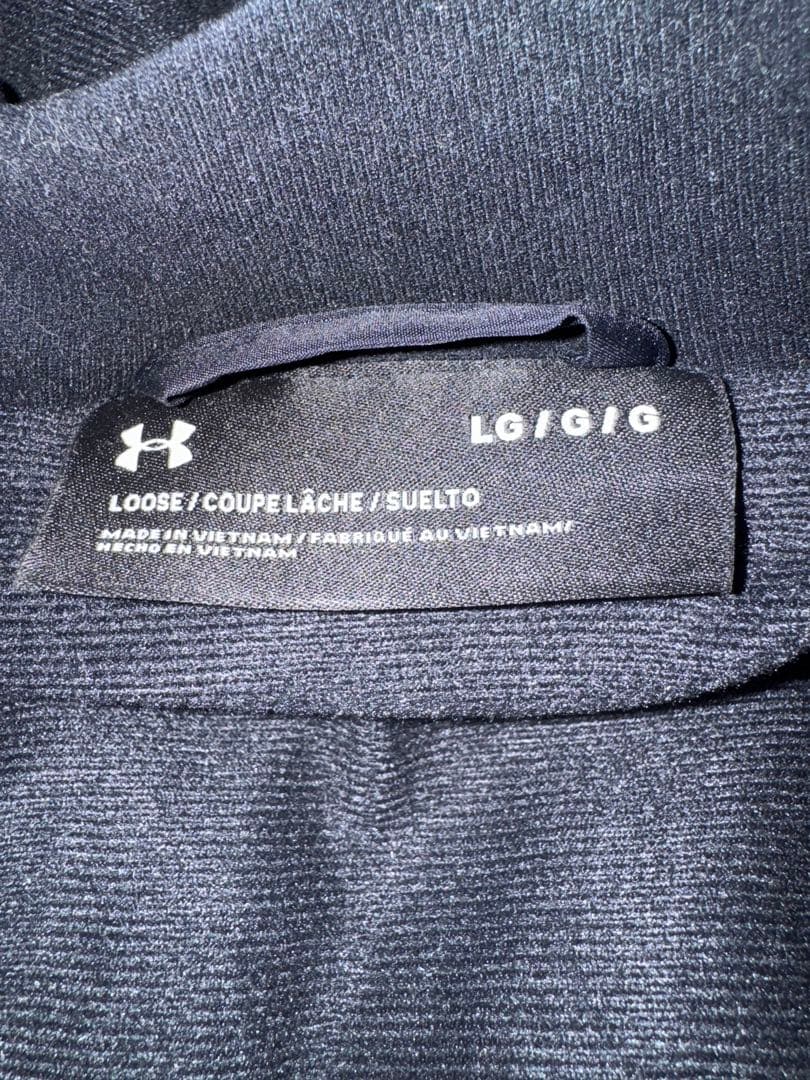 LG / G / G
LOOSE / COUPE LÂCHE / SUELTO
MADE IN VIETNAM / FABRIQUÉ AU VIETNAM/
HECHO EN VIETNAM